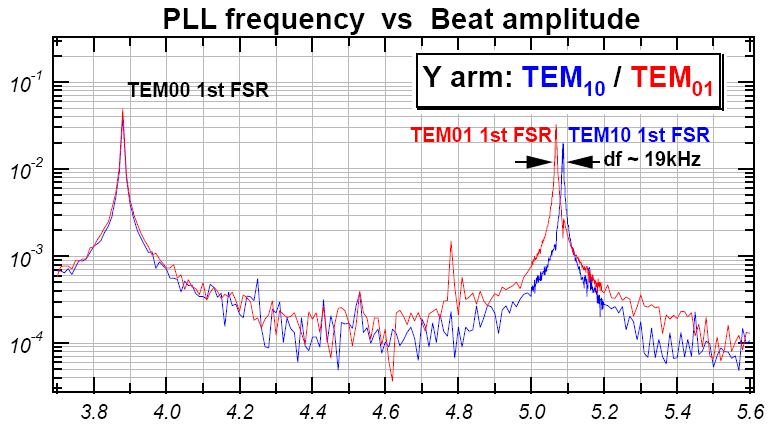 PLL frequency vs Beat amplitude
10⁻¹
TEM00 1st FSR
Y arm: TEM₁₀ / TEM₀₁
TEM01 1st FSR TEM10 1st FSR
df ~ 19kHz
10⁻²
10⁻³
10⁻⁴
3.8 4.0 4.2 4.4 4.6 4.8 5.0 5.2 5.4 5.6